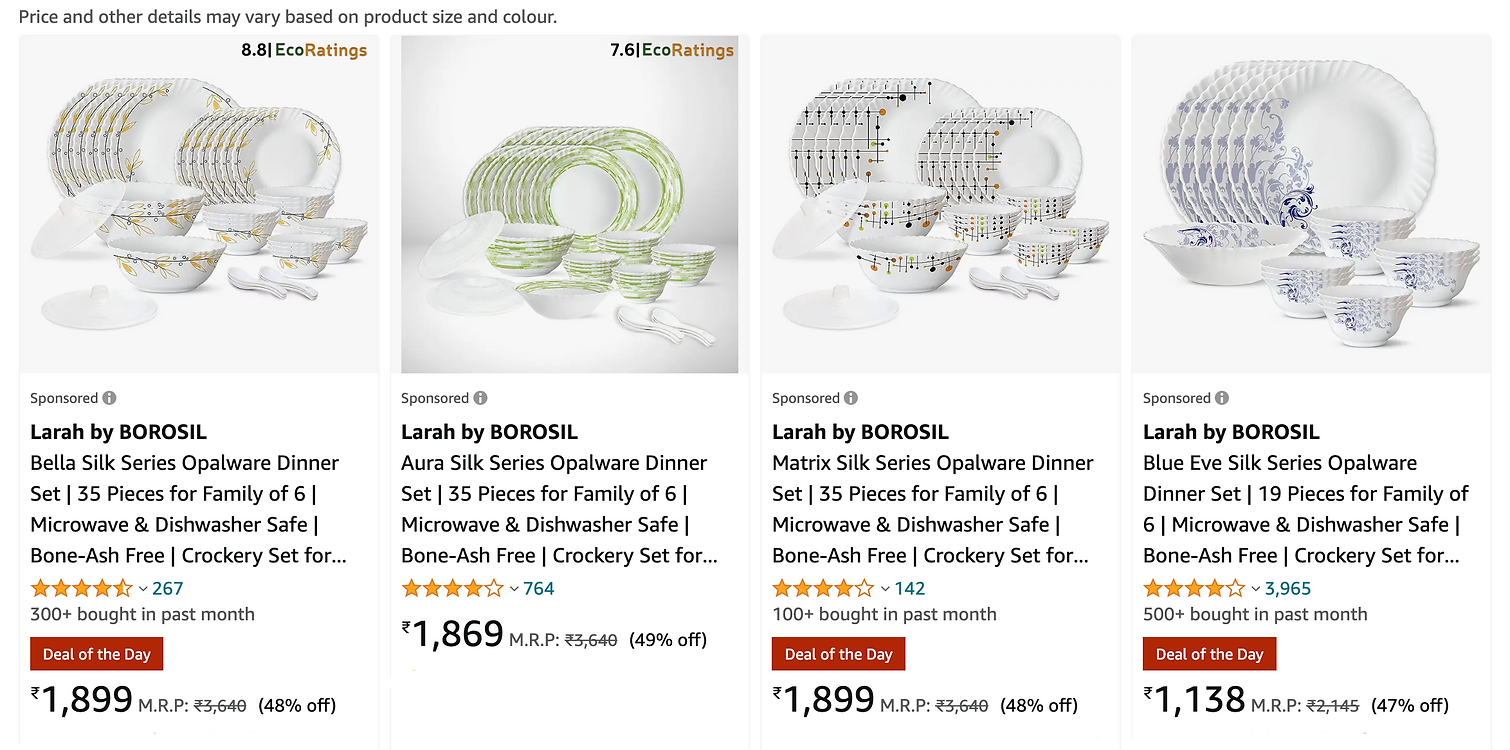 Price and other details may vary based on product size and colour.
8.8|EcoRatings
Sponsored
Larah by BOROSIL
Bella Silk Series Opalware Dinner
Set | 35 Pieces for Family of 6 |
Microwave & Dishwasher Safe |
Bone-Ash Free | Crockery Set for...
267
300+ bought in past month
Deal of the Day
₹1,899 M.R.P: ₹3,640 (48% off)
7.6|EcoRatings
Sponsored
Larah by BOROSIL
Aura Silk Series Opalware Dinner
Set | 35 Pieces for Family of 6 |
Microwave & Dishwasher Safe |
Bone-Ash Free | Crockery Set for...
764
₹1,869 M.R.P: ₹3,640 (49% off)
Sponsored
Larah by BOROSIL
Matrix Silk Series Opalware Dinner
Set | 35 Pieces for Family of 6 |
Microwave & Dishwasher Safe |
Bone-Ash Free | Crockery Set for...
142
100+ bought in past month
Deal of the Day
₹1,899 M.R.P: ₹3,640 (48% off)
Sponsored
Larah by BOROSIL
Blue Eve Silk Series Opalware
Dinner Set | 19 Pieces for Family of
6 | Microwave & Dishwasher Safe |
Bone-Ash Free | Crockery Set for...
3,965
500+ bought in past month
Deal of the Day
₹1,138 M.R.P: ₹2,145 (47% off)